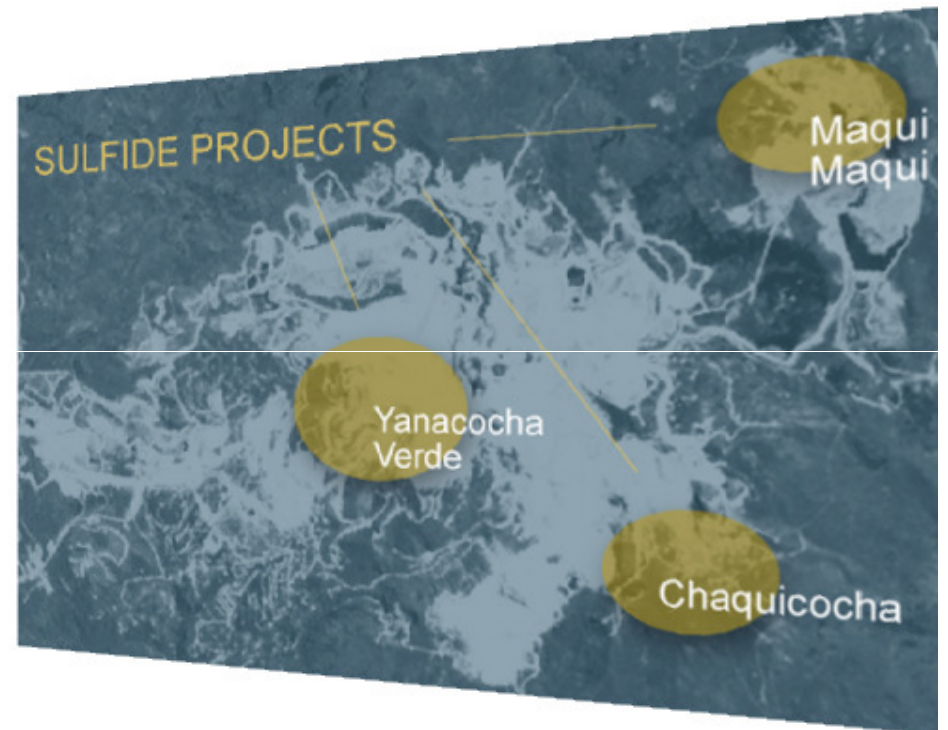 SULFIDE PROJECTS
Maqui
Maqui
Yanacocha
Verde
Chaquicocha